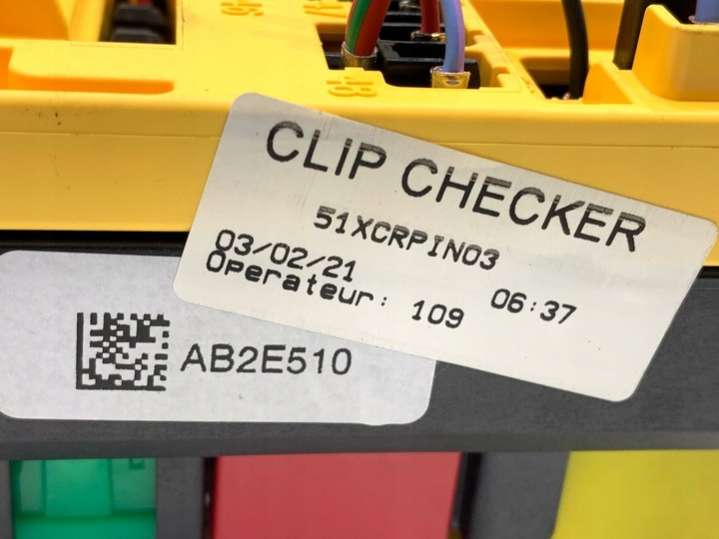 CLIP CHECKER
51XCRPIN03
03/02/21 06:37
Operateur: 109
AB2E510